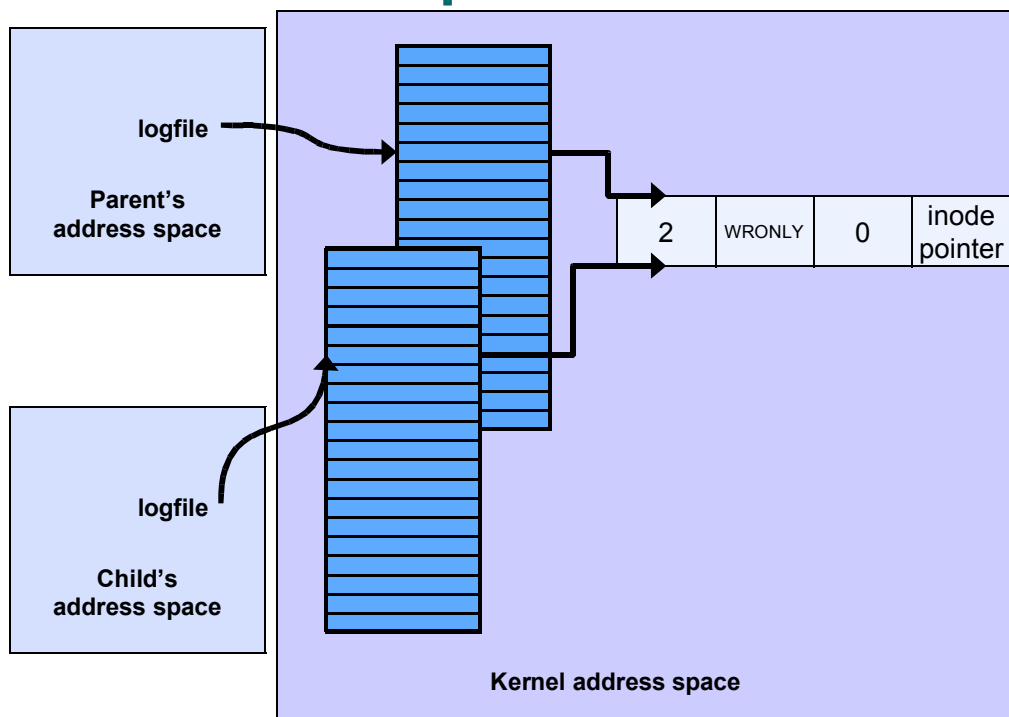 logfile
Parent's
address space
2
WRONLY
0
inode
pointer
logfile
Child's
address space
Kernel address space